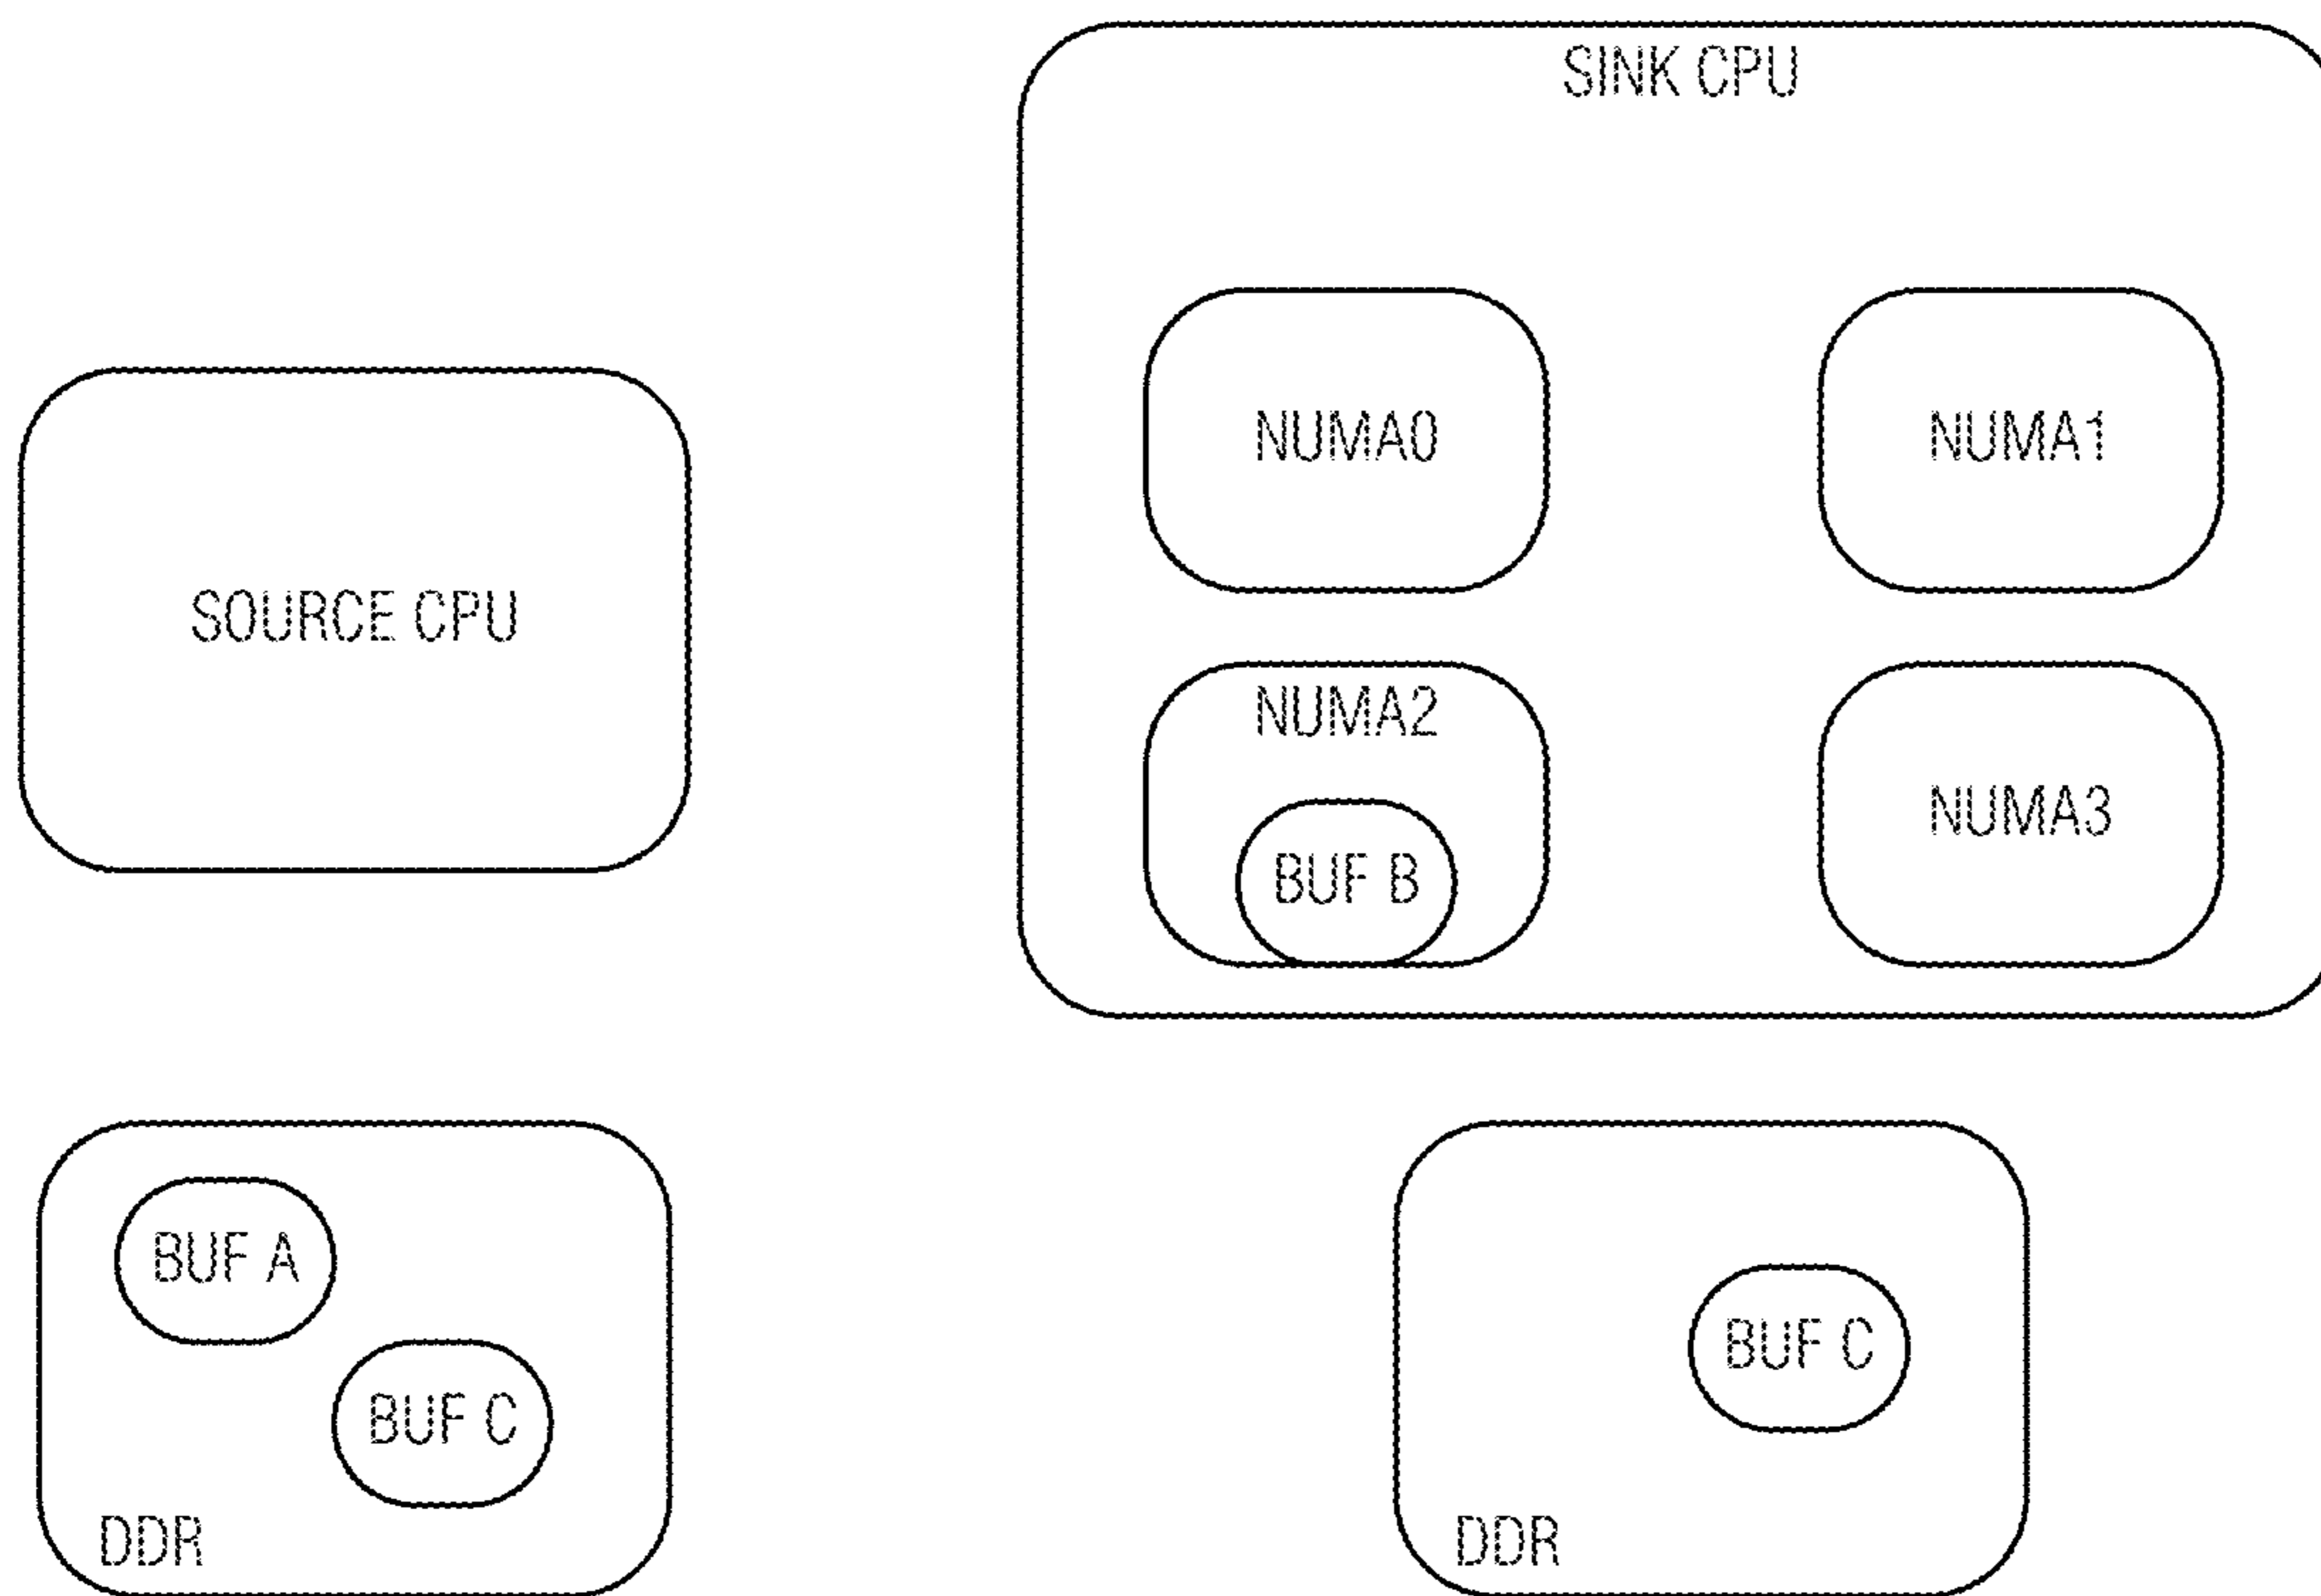 SINK CPU
NUMA0
NUMA1
SOURCE CPU
NUMA2
NUMA3
BUF B
BUF A
BUF C
DDR
BUF C
DDR